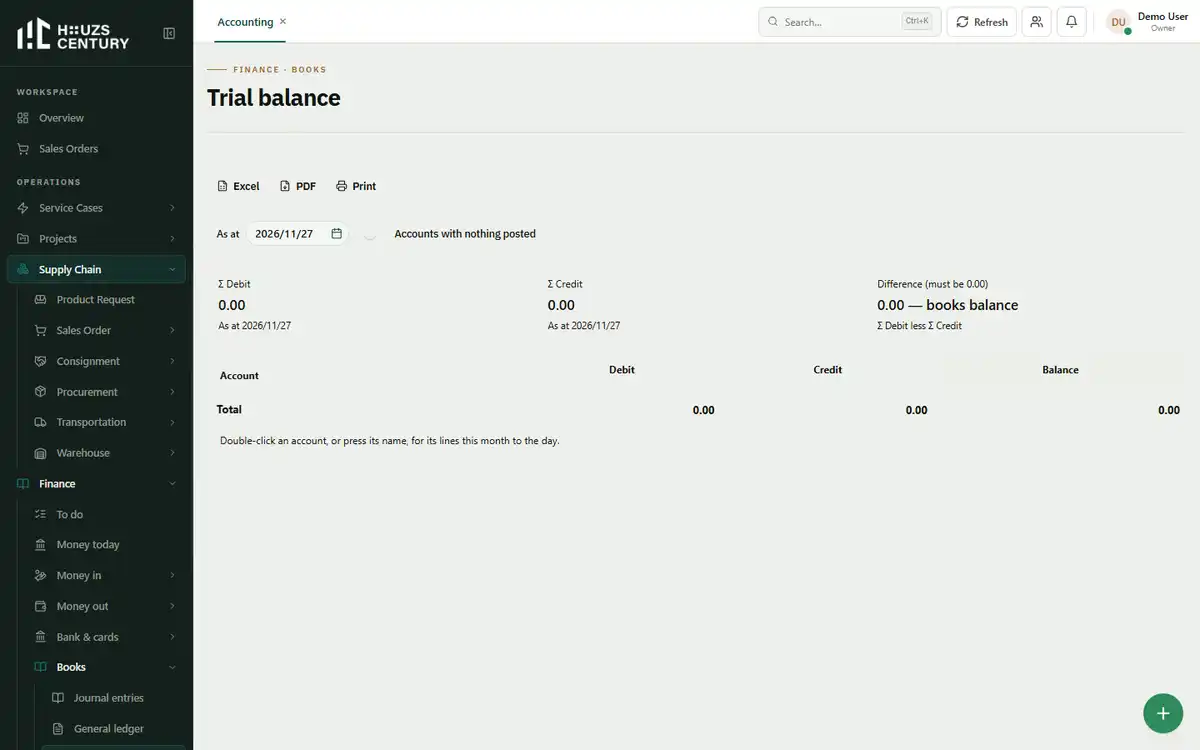 HOUZS
CENTURY
WORKSPACE
Overview
Sales Orders
OPERATIONS
Service Cases
Projects
Supply Chain
Product Request
Sales Order
Consignment
Procurement
Transportation
Warehouse
Finance
To do
Money today
Money in
Money out
Bank & cards
Books
Journal entries
General ledger
Accounting ×
Search... Ctrl+K
Refresh
DU
Demo User
Owner
FINANCE · BOOKS
Trial balance
Excel PDF Print
As at 2026/11/27 Accounts with nothing posted
Σ Debit Σ Credit Difference (must be 0.00)
0.00 0.00 0.00 — books balance
As at 2026/11/27 As at 2026/11/27 Σ Debit less Σ Credit
Account Debit Credit Balance
Total 0.00 0.00 0.00
Double-click an account, or press its name, for its lines this month to the day.